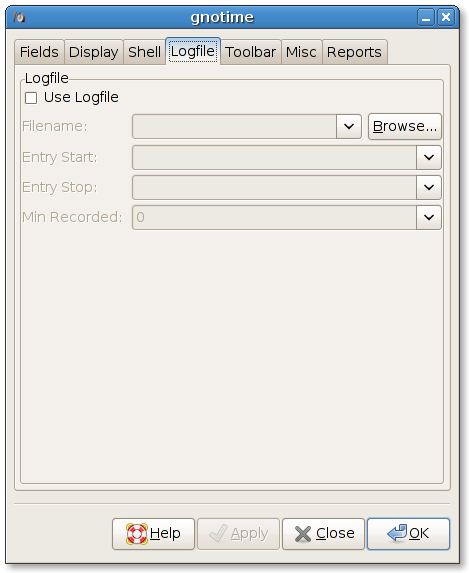 gnotime
Fields Display Shell Logfile Toolbar Misc Reports
Logfile
Use Logfile
Filename: Browse...
Entry Start:
Entry Stop:
Min Recorded: 0
Help Apply Close OK